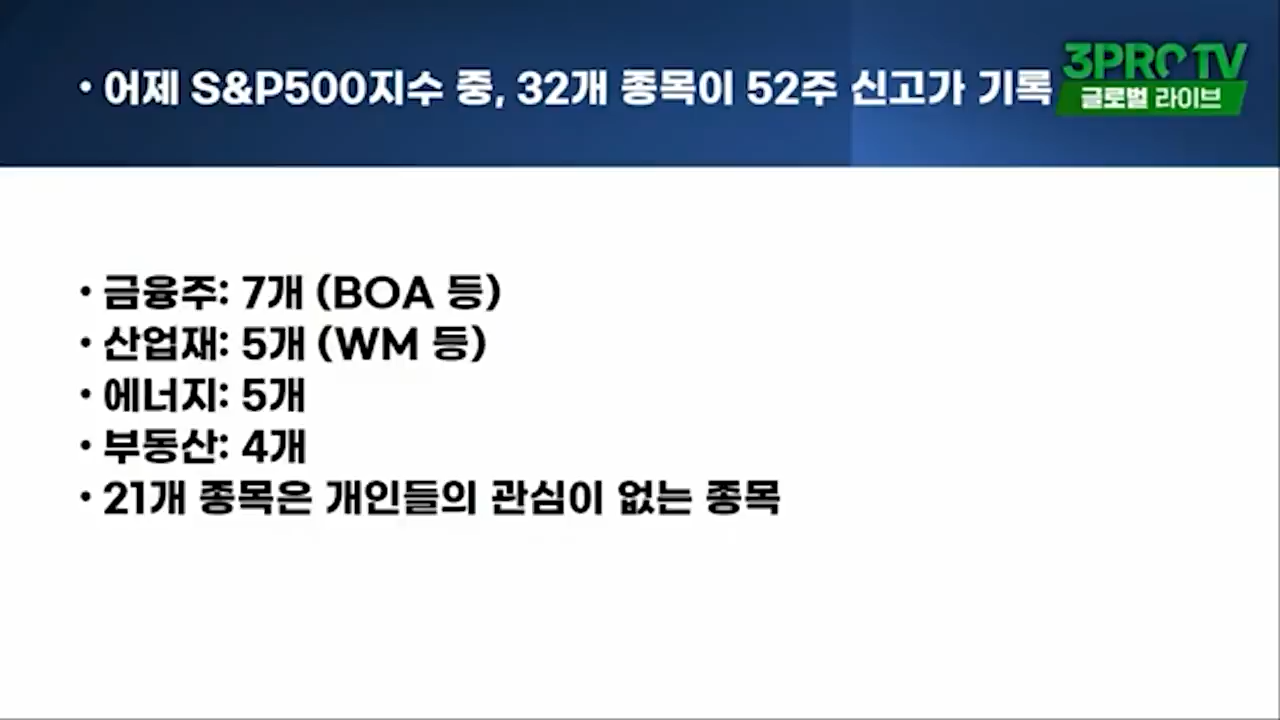 • 어제 S&P500지수 중, 32개 종목이 52주 신고가 기록
3PRO TV
글로벌 라이브
• 금융주: 7개 (BOA 등)
• 산업재: 5개 (WM 등)
• 에너지: 5개
• 부동산: 4개
• 21개 종목은 개인들의 관심이 없는 종목